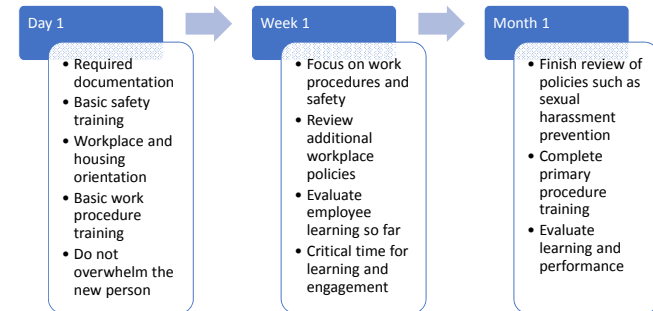 Day 1
• Required
documentation
• Basic safety
training
• Workplace and
housing
orientation
• Basic work
procedure
training
• Do not
overwhelm the
new person
Week 1
• Focus on work
procedures and
safety
• Review
additional
workplace
policies
• Evaluate
employee
learning so far
• Critical time for
learning and
engagement
Month 1
• Finish review of
policies such as
sexual
harassment
prevention
• Complete
primary
procedure
training
• Evaluate
learning and
performance